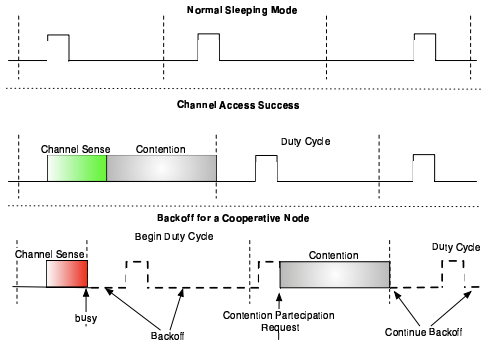 Normal Sleeping Mode
Channel Access Success
Channel Sense
Contention
Duty Cycle
Backoff for a Cooperative Node
Begin Duty Cycle
Channel Sense
Contention
Duty Cycle
busy
Backoff
Contention Partecipation
Request
Continue Backoff